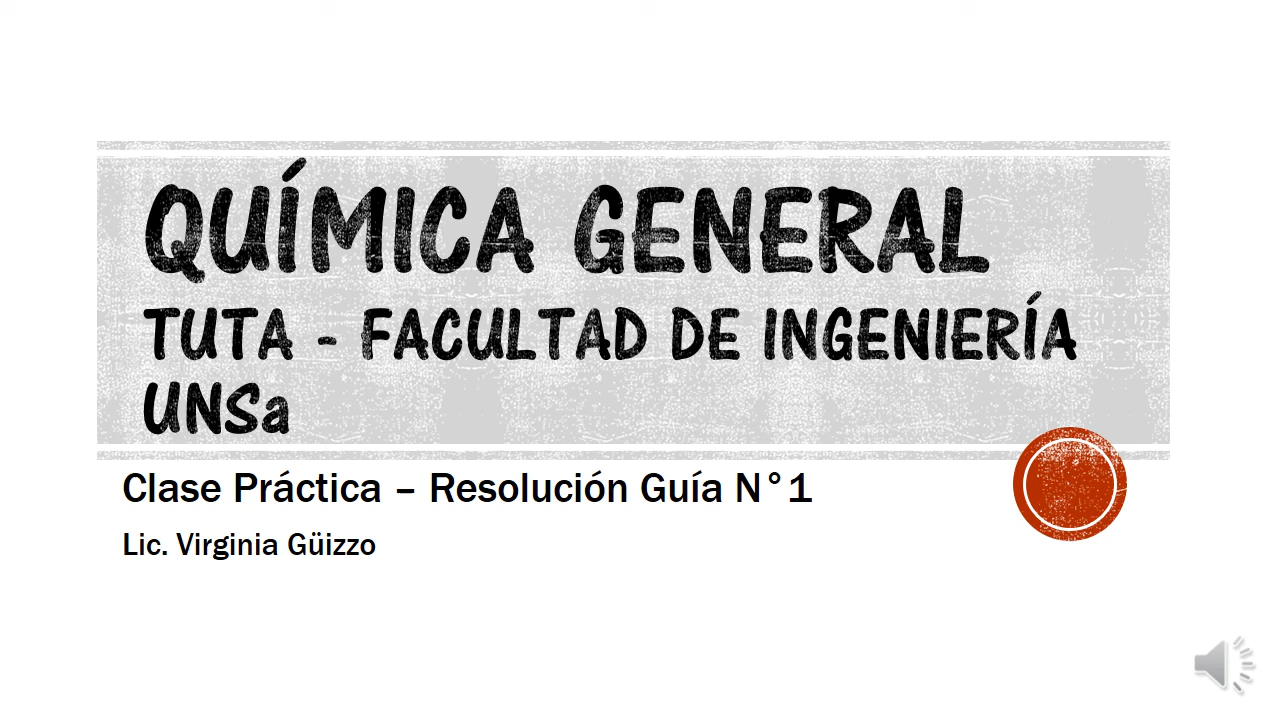 QUÍMICA GENERAL
TUTA - FACULTAD DE INGENIERÍA
UNSa
Clase Práctica – Resolución Guía N°1
Lic. Virginia Güizzo